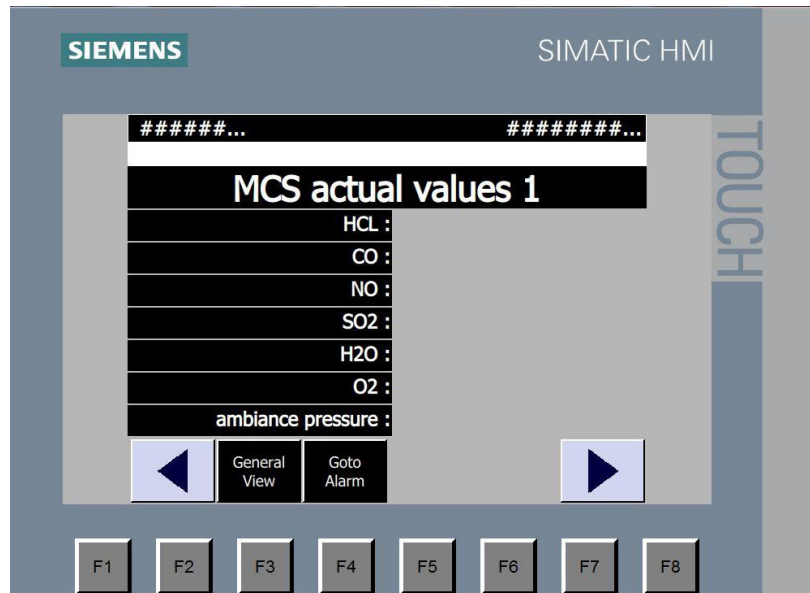 SIEMENS
SIMATIC HMI
TOUCH
######... ########...
MCS actual values 1
HCL :
CO :
NO :
SO2 :
H2O :
O2 :
ambiance pressure :
General
View
Goto
Alarm
F1 F2 F3 F4 F5 F6 F7 F8